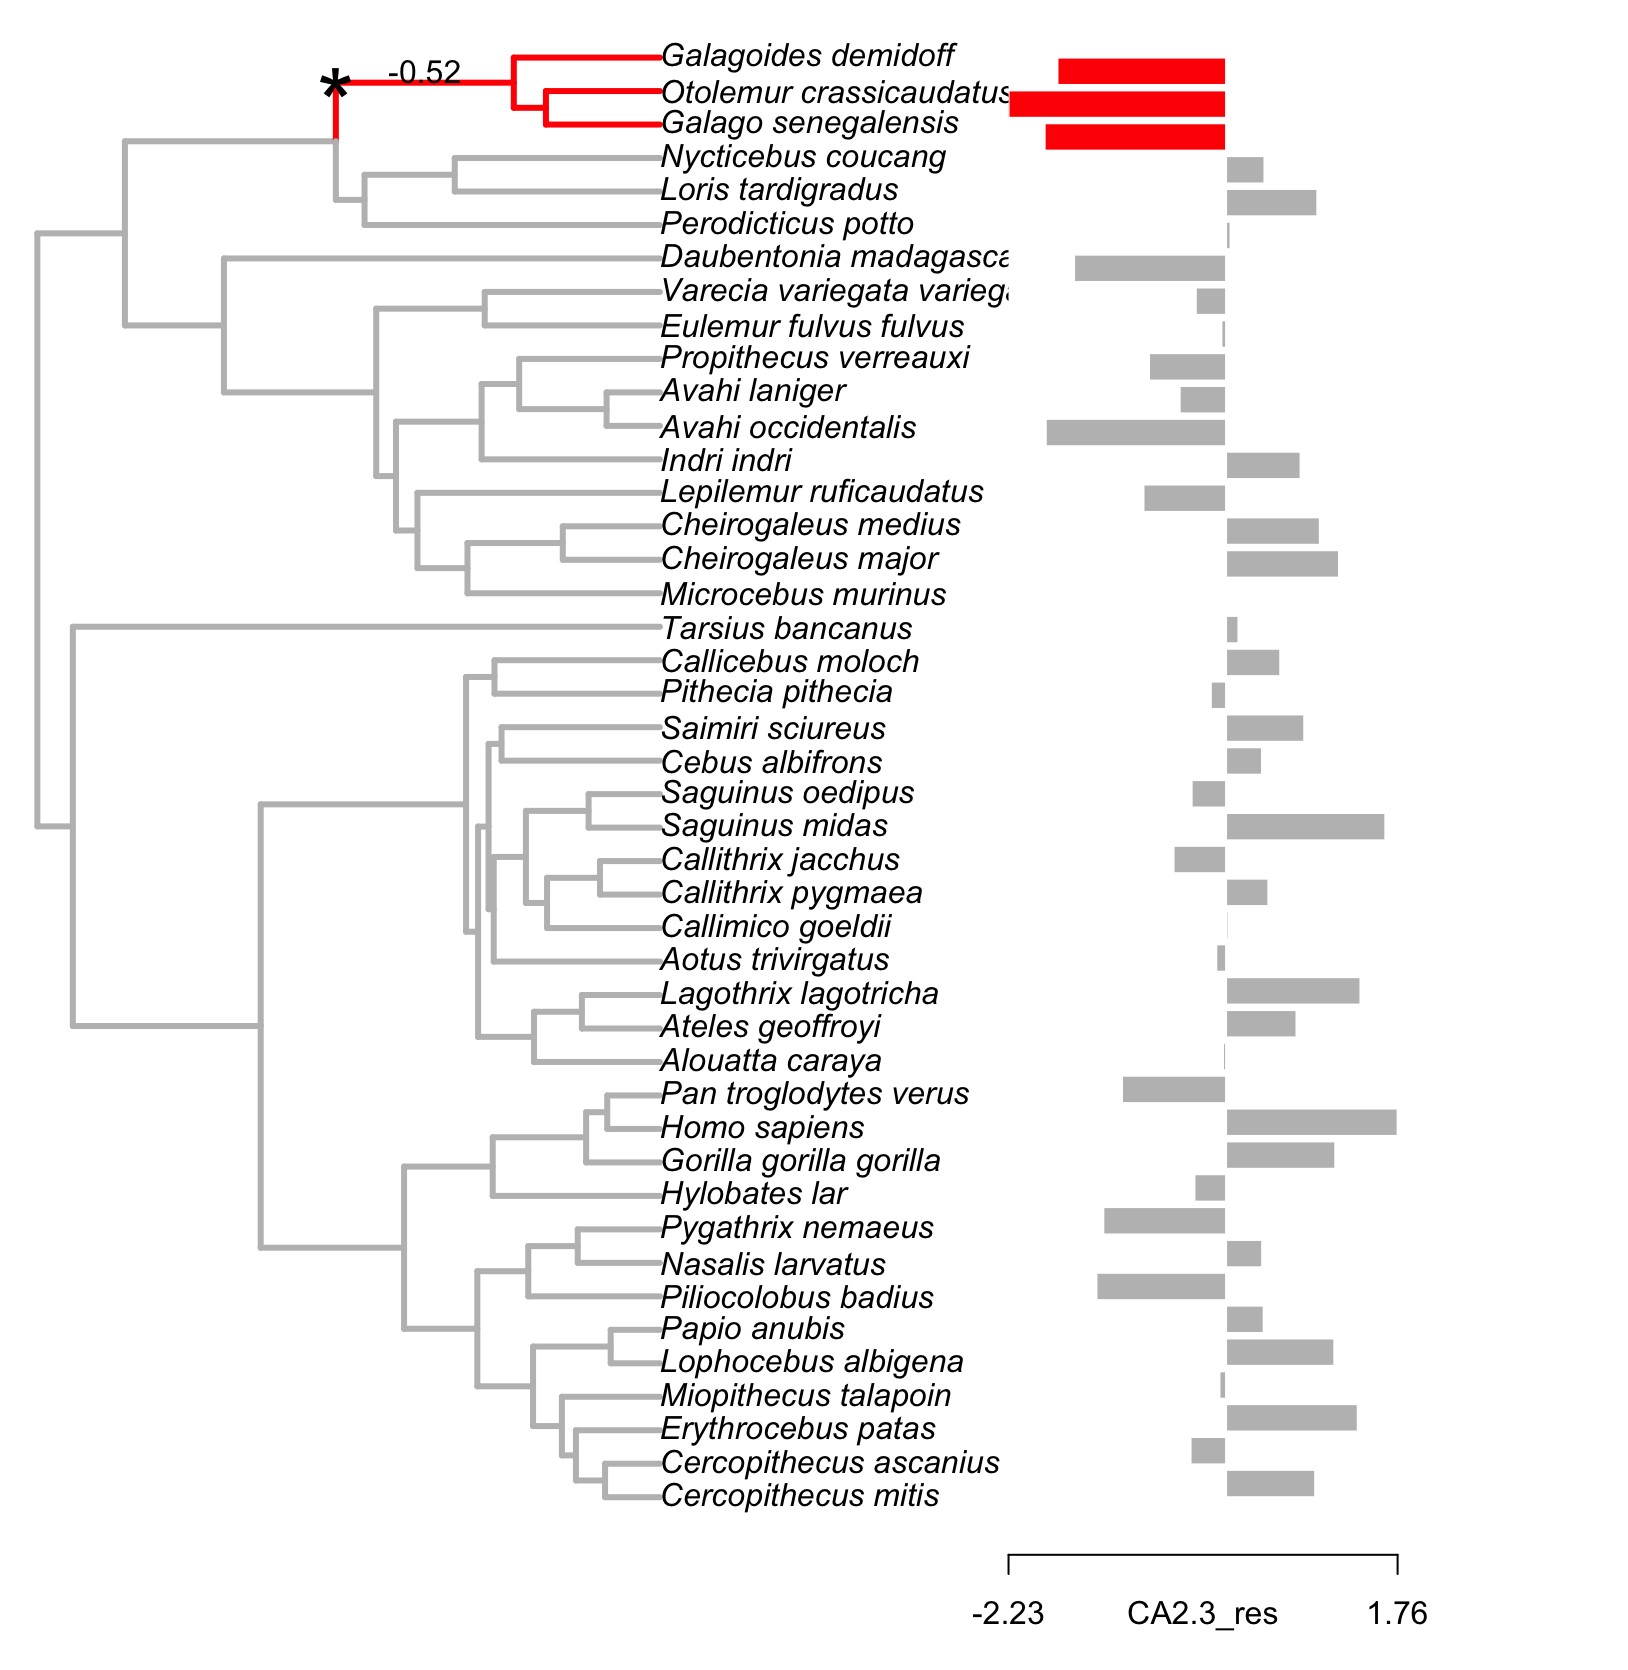 Galagoides demidoff
*
-0.52
Otolemur crassicaudatus
Galago senegalensis
Nycticebus coucang
Loris tardigradus
Perodicticus potto
Daubentonia madagasca
Varecia variegata variega
Eulemur fulvus fulvus
Propithecus verreauxi
Avahi laniger
Avahi occidentalis
Indri indri
Lepilemur ruficaudatus
Cheirogaleus medius
Cheirogaleus major
Microcebus murinus
Tarsius bancanus
Callicebus moloch
Pithecia pithecia
Saimiri sciureus
Cebus albifrons
Saguinus oedipus
Saguinus midas
Callithrix jacchus
Callithrix pygmaea
Callimico goeldii
Aotus trivirgatus
Lagothrix lagotricha
Ateles geoffroyi
Alouatta caraya
Pan troglodytes verus
Homo sapiens
Gorilla gorilla gorilla
Hylobates lar
Pygathrix nemaeus
Nasalis larvatus
Piliocolobus badius
Papio anubis
Lophocebus albigena
Miopithecus talapoin
Erythrocebus patas
Cercopithecus ascanius
Cercopithecus mitis
-2.23 CA2.3_res 1.76